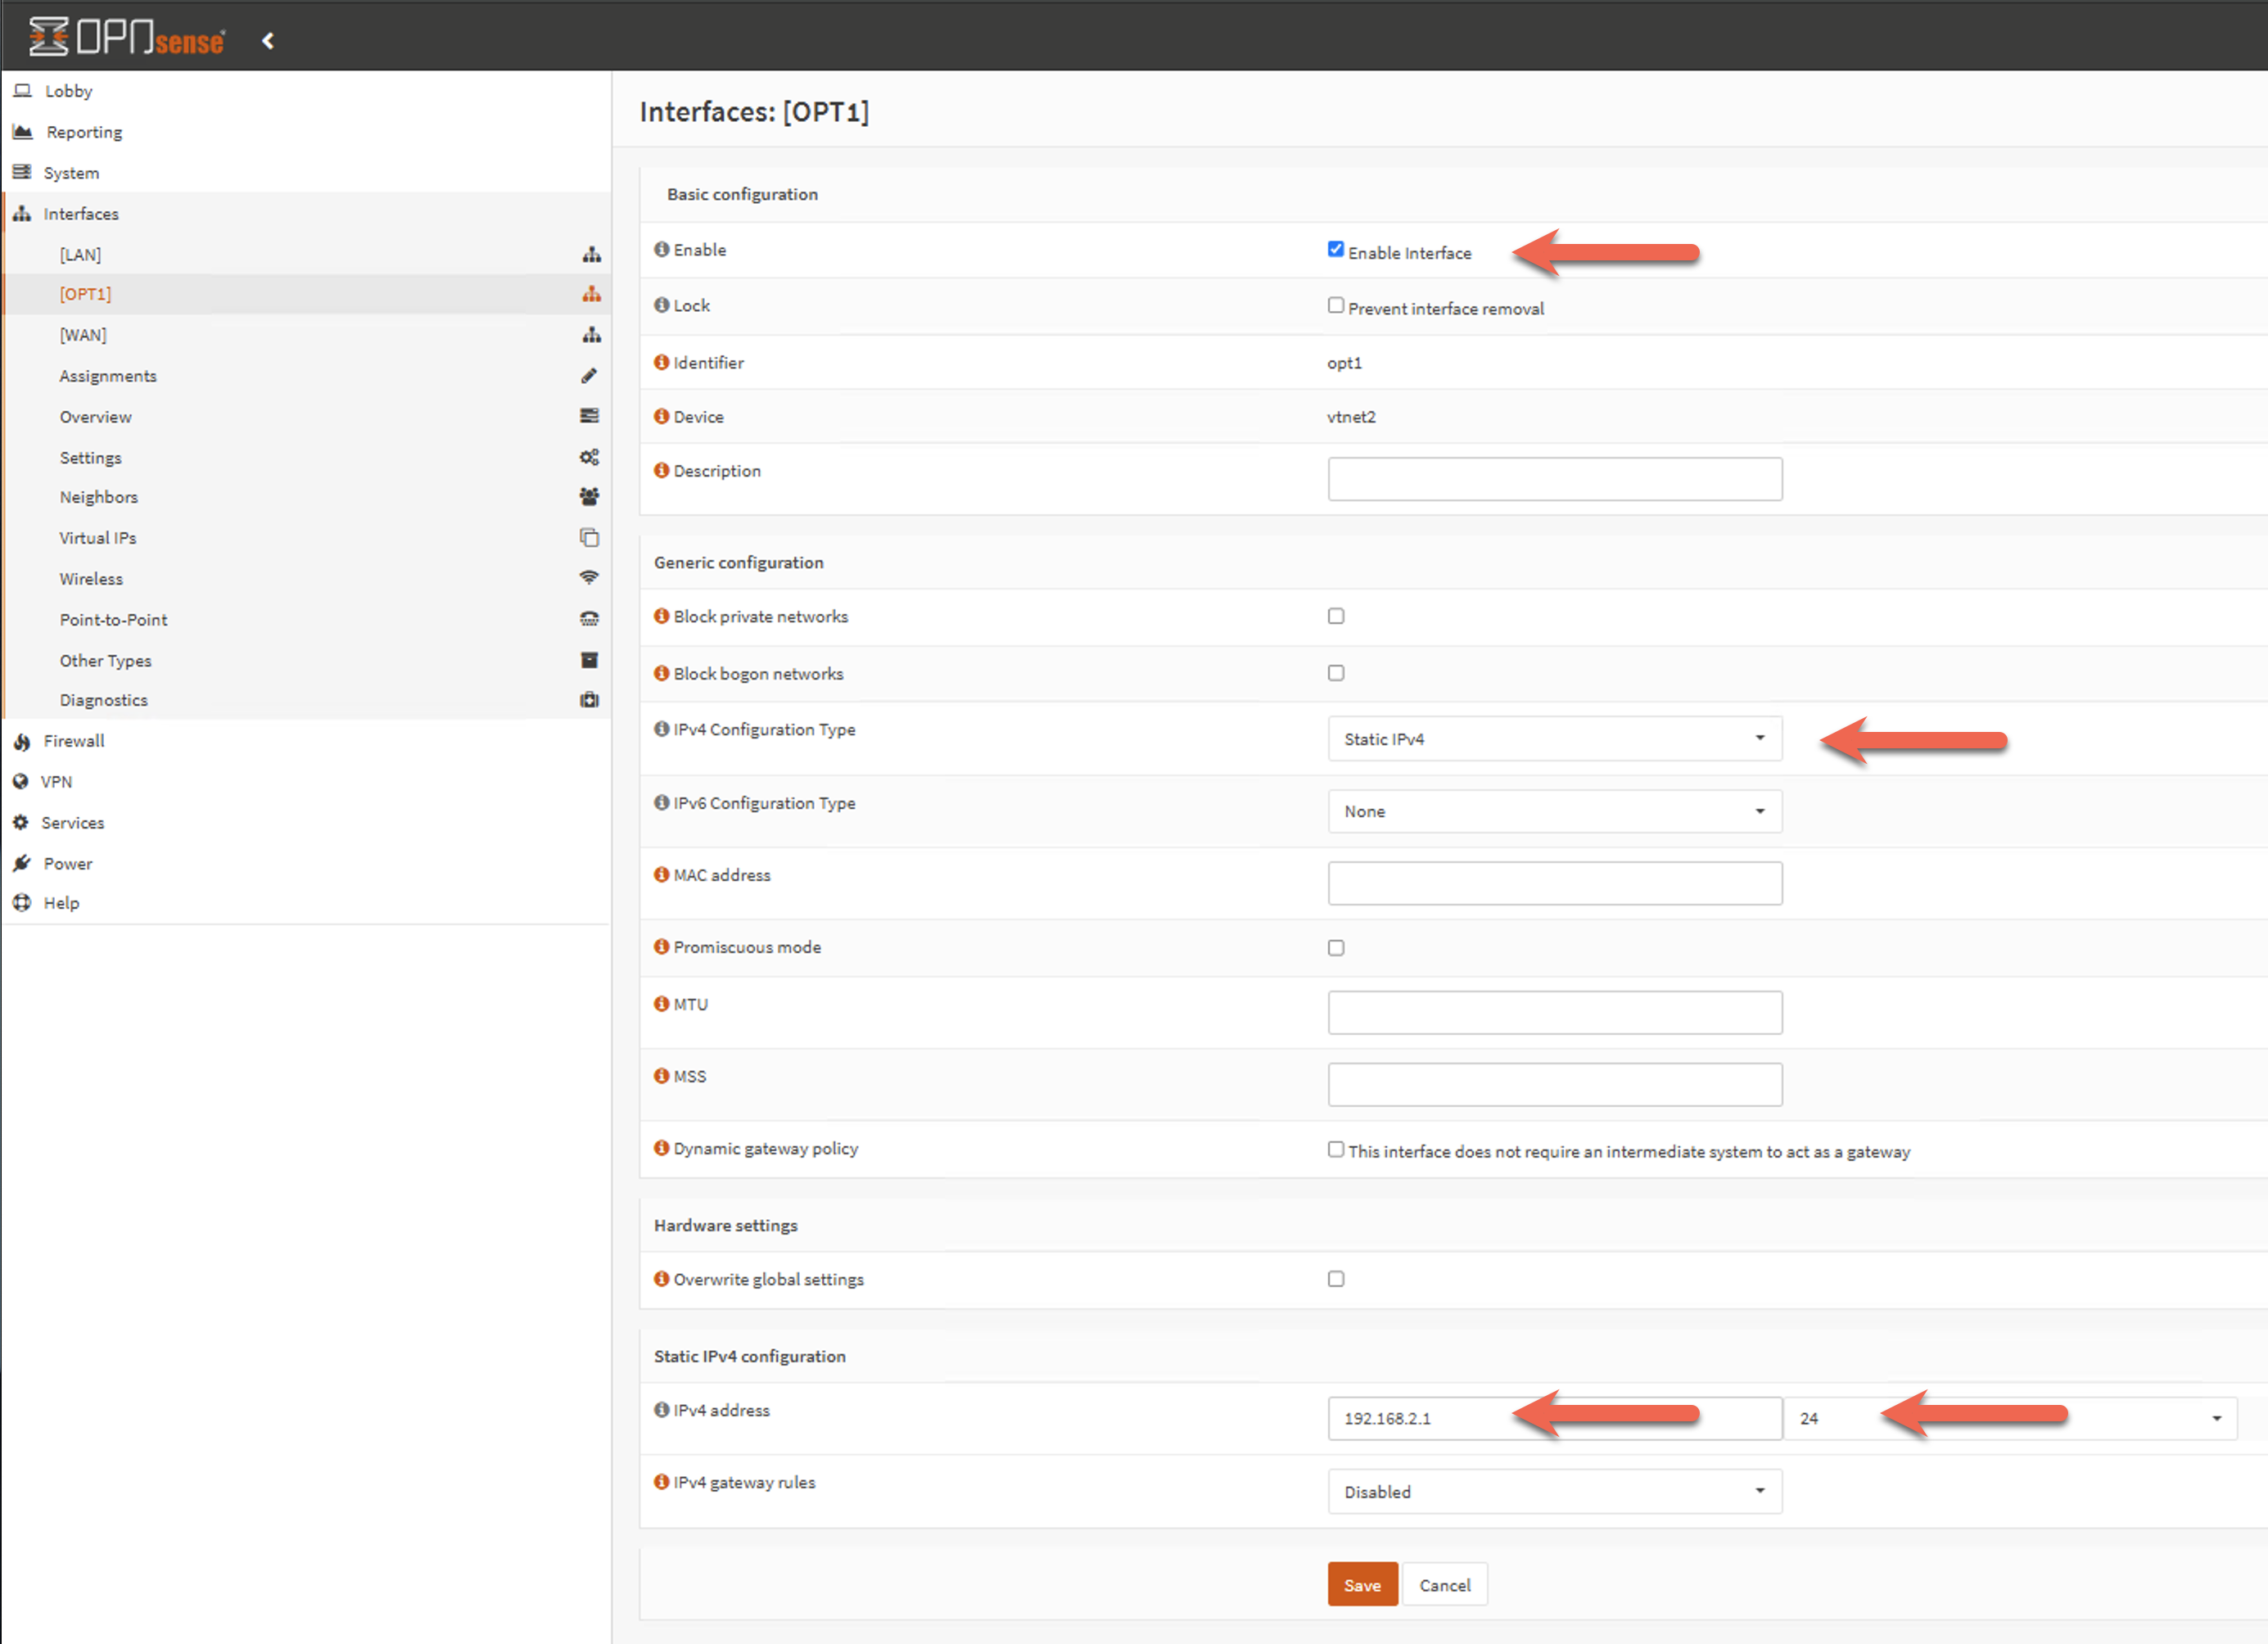 OPNsense
Lobby
Reporting
System
Interfaces
[LAN]
[OPT1]
[WAN]
Assignments
Overview
Settings
Neighbors
Virtual IPs
Wireless
Point-to-Point
Other Types
Diagnostics
Firewall
VPN
Services
Power
Help
Interfaces: [OPT1]
Basic configuration
Enable
Enable Interface
Lock
Prevent interface removal
Identifier
opt1
Device
vtnet2
Description
Generic configuration
Block private networks
Block bogon networks
IPv4 Configuration Type
Static IPv4
IPv6 Configuration Type
None
MAC address
Promiscuous mode
MTU
MSS
Dynamic gateway policy
This interface does not require an intermediate system to act as a gateway
Hardware settings
Overwrite global settings
Static IPv4 configuration
IPv4 address
192.168.2.1
24
IPv4 gateway rules
Disabled
Save
Cancel